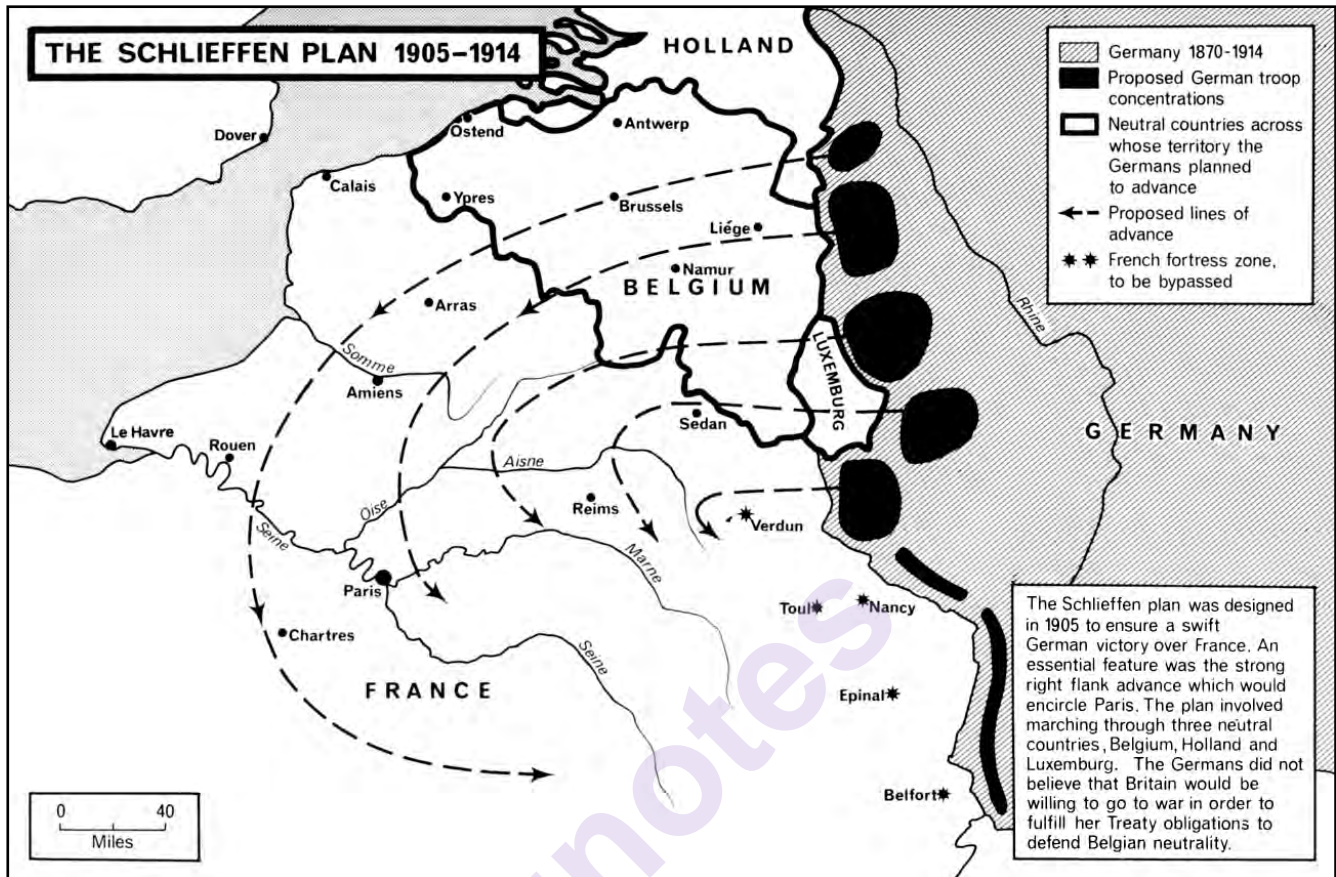 THE SCHLIEFFEN PLAN 1905–1914
HOLLAND
Germany 1870-1914
Proposed German troop
concentrations
Neutral countries across
whose territory the
Germans planned
to advance
Proposed lines of
advance
French fortress zone,
to be bypassed
Dover
Ostend
Antwerp
Calais
Ypres
Brussels
Liége
Namur
BELGIUM
Arras
Rhine
LUXEMBURG
Somme
Amiens
Sedan
GERMANY
Le Havre
Rouen
Aisne
Oise
Reims
Verdun
Seine
Marne
Paris
Toul
Nancy
Chartres
Seine
FRANCE
Epinal
Belfort
0 40
Miles
The Schlieffen plan was designed
in 1905 to ensure a swift
German victory over France. An
essential feature was the strong
right flank advance which would
encircle Paris. The plan involved
marching through three neutral
countries, Belgium, Holland and
Luxemburg. The Germans did not
believe that Britain would be
willing to go to war in order to
fulfill her Treaty obligations to
defend Belgian neutrality.
notes